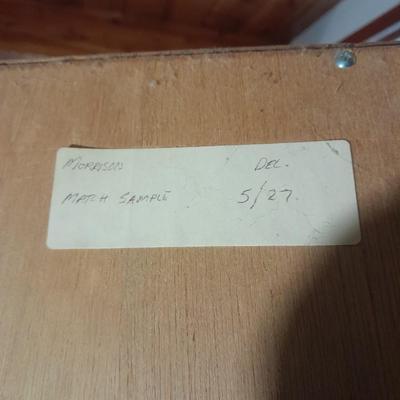 MORRISON DEL.
MATCH SAMPLE 5/27